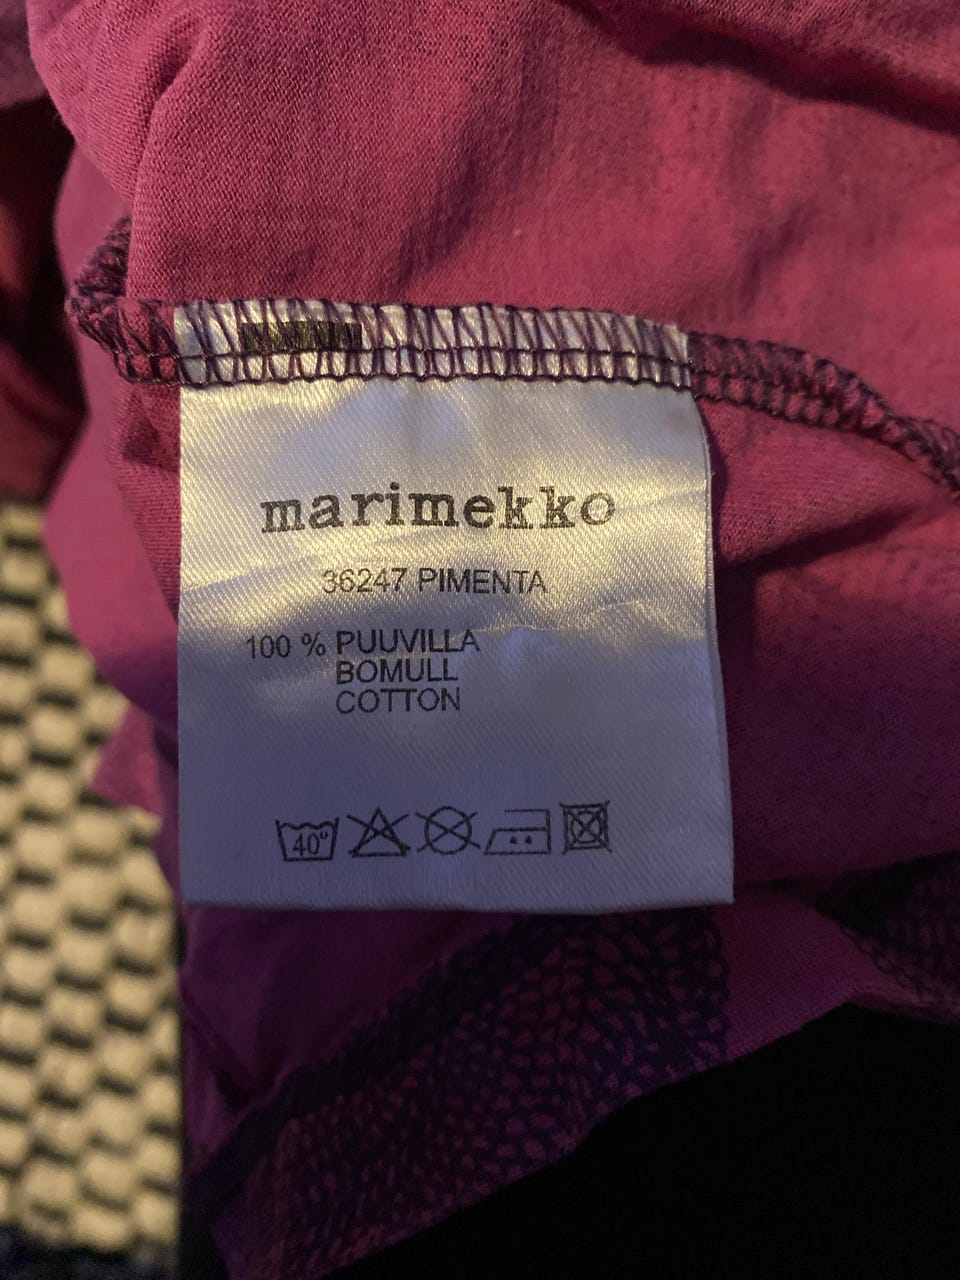 marimekko
36247 PIMENTA
100 % PUUVILLA
BOMULL
COTTON
40°